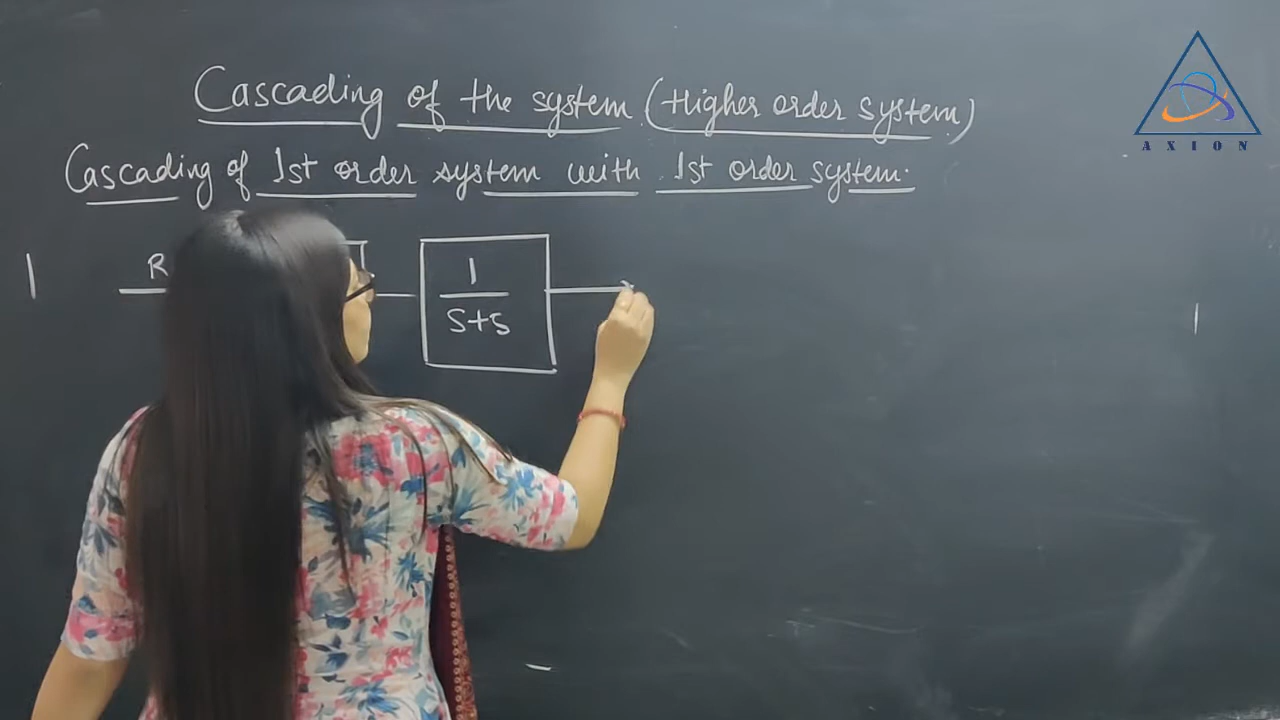 Cascading of the system (Higher order system)
Cascading of 1st order system with 1st order system.
R
1
S+5
AXION